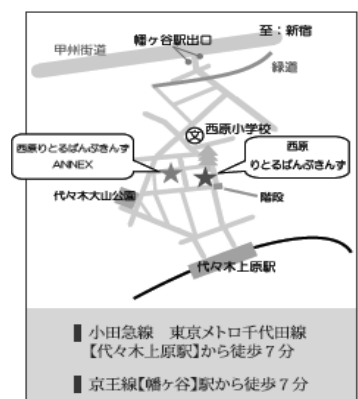 幡ヶ谷駅出口
至：新宿
甲州街道
緑道
文
西原小学校
西原りとるぱんぷきんず
ANNEX
西原
りとるぱんぷきんず
代々木大山公園
階段
代々木上原駅
■ 小田急線　東京メトロ千代田線
【代々木上原駅】から徒歩７分
■ 京王線【幡ヶ谷】駅から徒歩７分